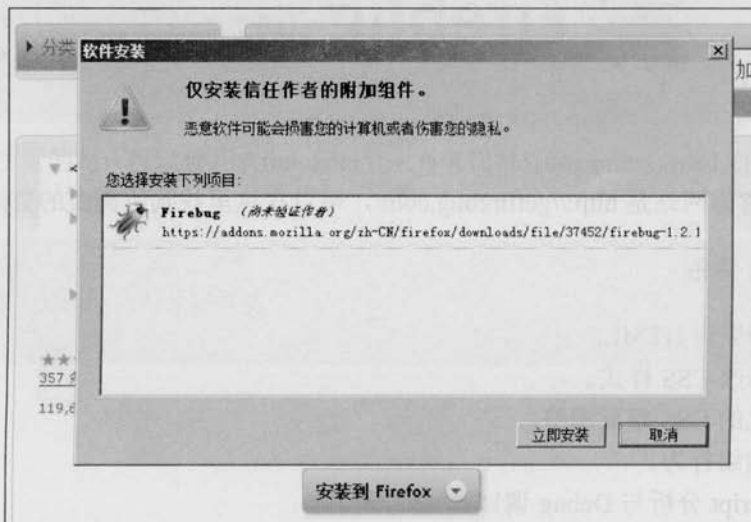 分类
软件安装
加
仅安装信任作者的附加组件。
恶意软件可能会损害您的计算机或者伤害您的隐私。
您选择安装下列项目:
Firebug (尚未验证作者)
https://addons.mozilla.org/zh-CN/firefox/downloads/file/37452/firebug-1.2.1
357
119,6
立即安装 取消
安装到 Firefox